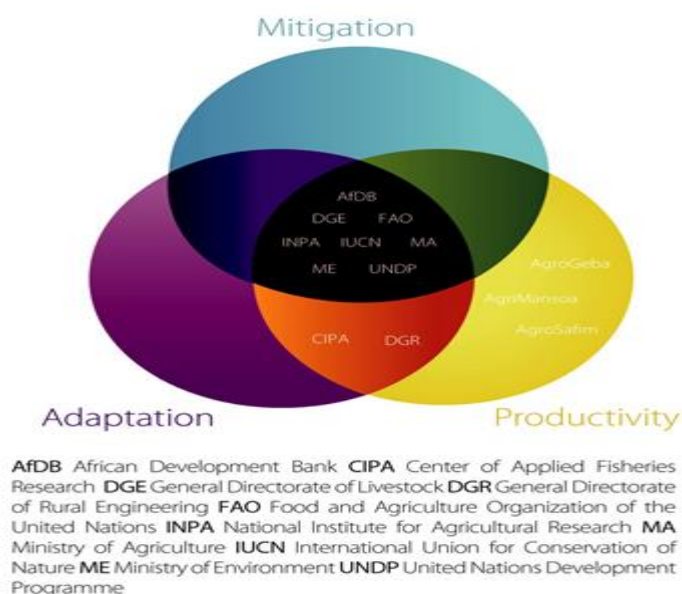 Mitigation
AfDB
DGE FAO
INPA IUCN MA
ME UNDP
AgroGeba
AgriMansoa
AgroSafim
CIPA DGR
Adaptation
Productivity
AfDB African Development Bank CIPA Center of Applied Fisheries
Research DGE General Directorate of Livestock DGR General Directorate
of Rural Engineering FAO Food and Agriculture Organization of the
United Nations INPA National Institute for Agricultural Research MA
Ministry of Agriculture IUCN International Union for Conservation of
Nature ME Ministry of Environment UNDP United Nations Development
Programme